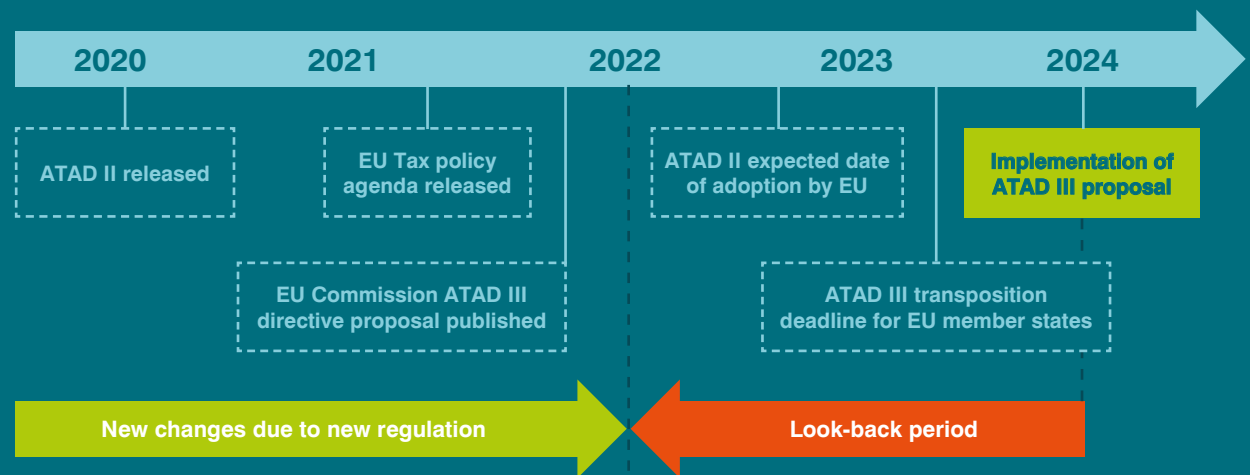 2020 2021 2022 2023 2024
ATAD II released
EU Tax policy
agenda released
ATAD II expected date
of adoption by EU
Implementation of
ATAD III proposal
EU Commission ATAD III
directive proposal published
ATAD III transposition
deadline for EU member states
New changes due to new regulation
Look-back period